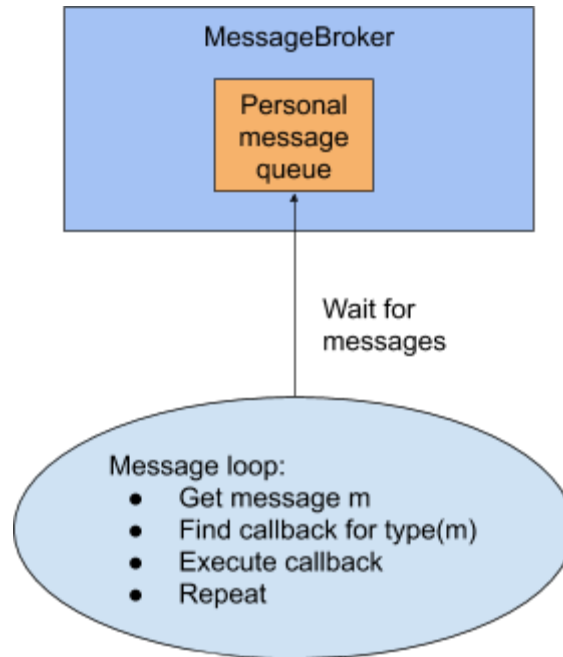 MessageBroker
Personal
message
queue
Wait for
messages
Message loop:
● Get message m
● Find callback for type(m)
● Execute callback
● Repeat